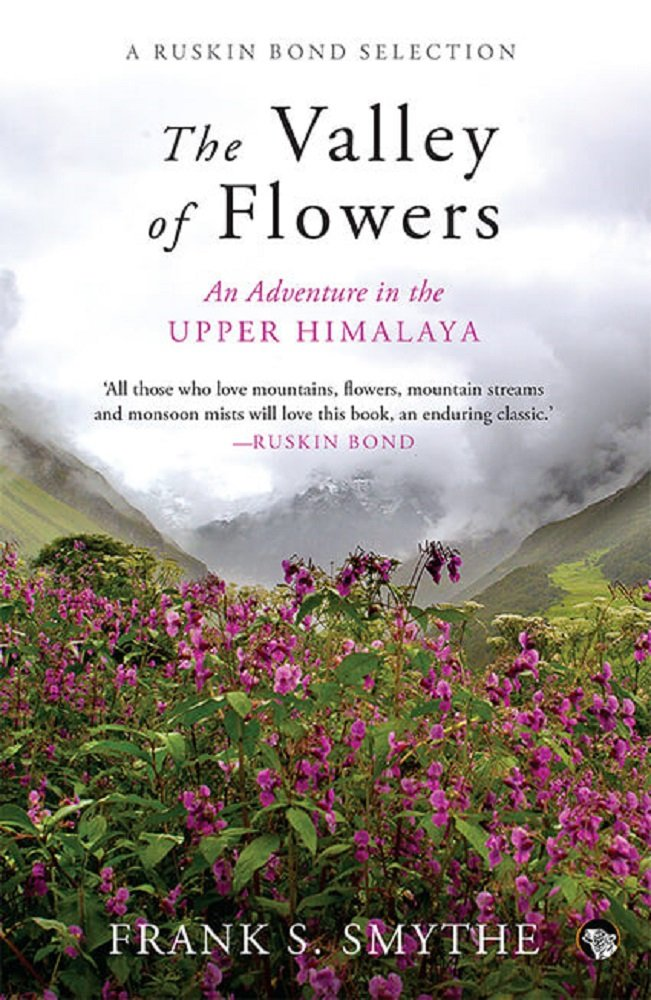 A RUSKIN BOND SELECTION
The Valley
of Flowers
An Adventure in the
UPPER HIMALAYA
‘All those who love mountains, flowers, mountain streams
and monsoon mists will love this book, an enduring classic.’
—RUSKIN BOND
FRANK S. SMYTHE